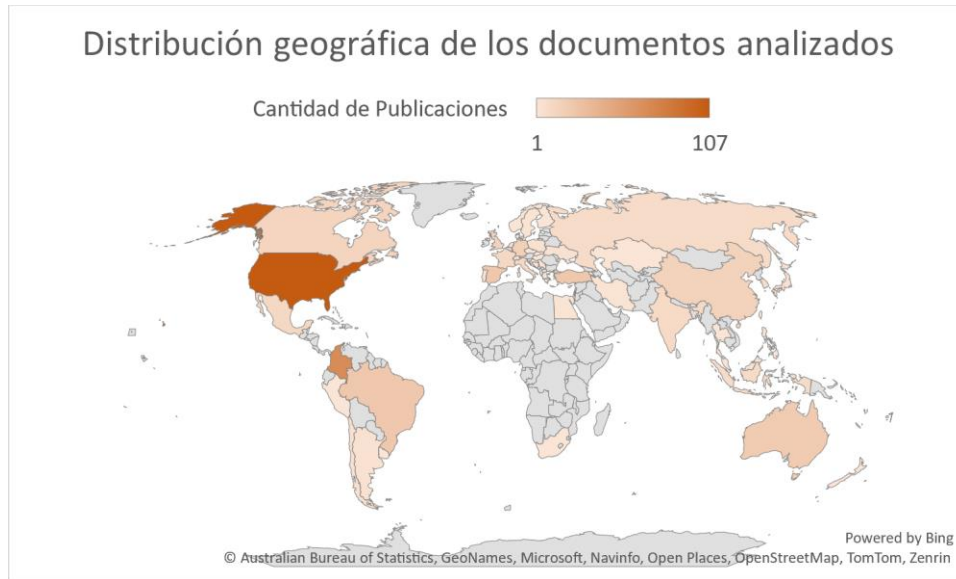 Distribución geográfica de los documentos analizados
Cantidad de Publicaciones
1 107
Powered by Bing
© Australian Bureau of Statistics, GeoNames, Microsoft, Navinfo, Open Places, OpenStreetMap, TomTom, Zenrin